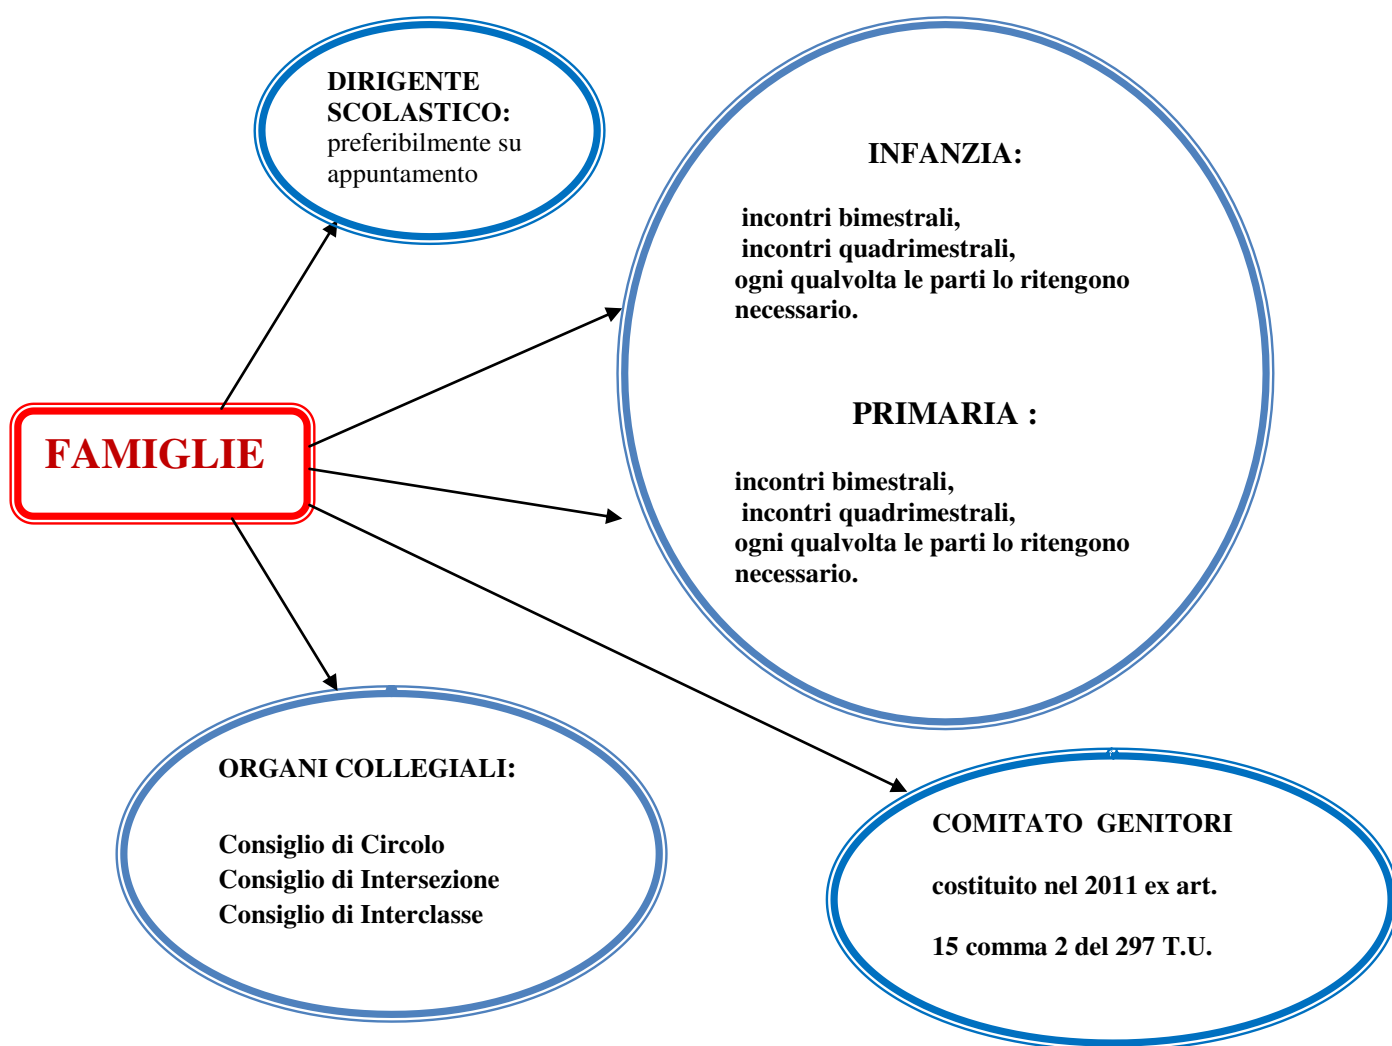 DIRIGENTE
SCOLASTICO:
preferibilmente su
appuntamento
INFANZIA:
incontri bimestrali,
incontri quadrimestrali,
ogni qualvolta le parti lo ritengono
necessario.
PRIMARIA :
incontri bimestrali,
incontri quadrimestrali,
ogni qualvolta le parti lo ritengono
necessario.
FAMIGLIE
ORGANI COLLEGIALI:
Consiglio di Circolo
Consiglio di Intersezione
Consiglio di Interclasse
COMITATO GENITORI
costituito nel 2011 ex art.
15 comma 2 del 297 T.U.